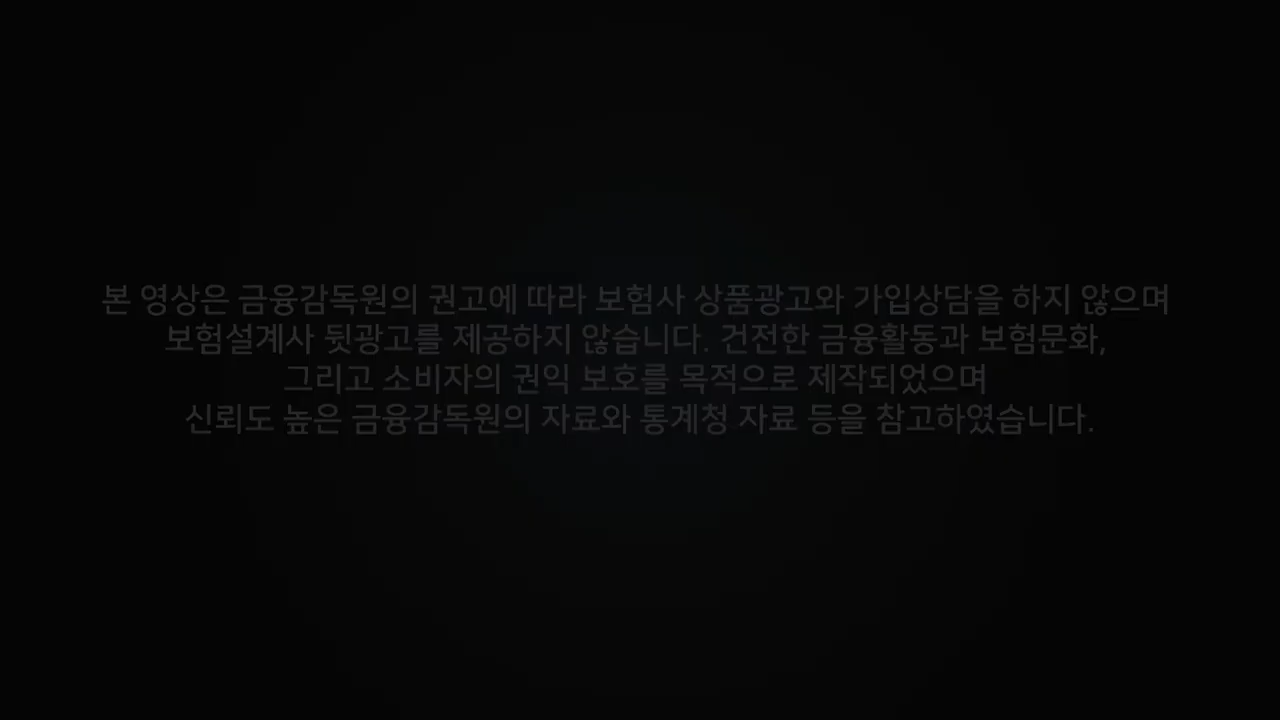 본 영상은 금융감독원의 권고에 따라 보험사 상품광고와 가입상담을 하지 않으며
보험설계사 뒷광고를 제공하지 않습니다. 건전한 금융활동과 보험문화,
그리고 소비자의 권익 보호를 목적으로 제작되었으며
신뢰도 높은 금융감독원의 자료와 통계청 자료 등을 참고하였습니다.